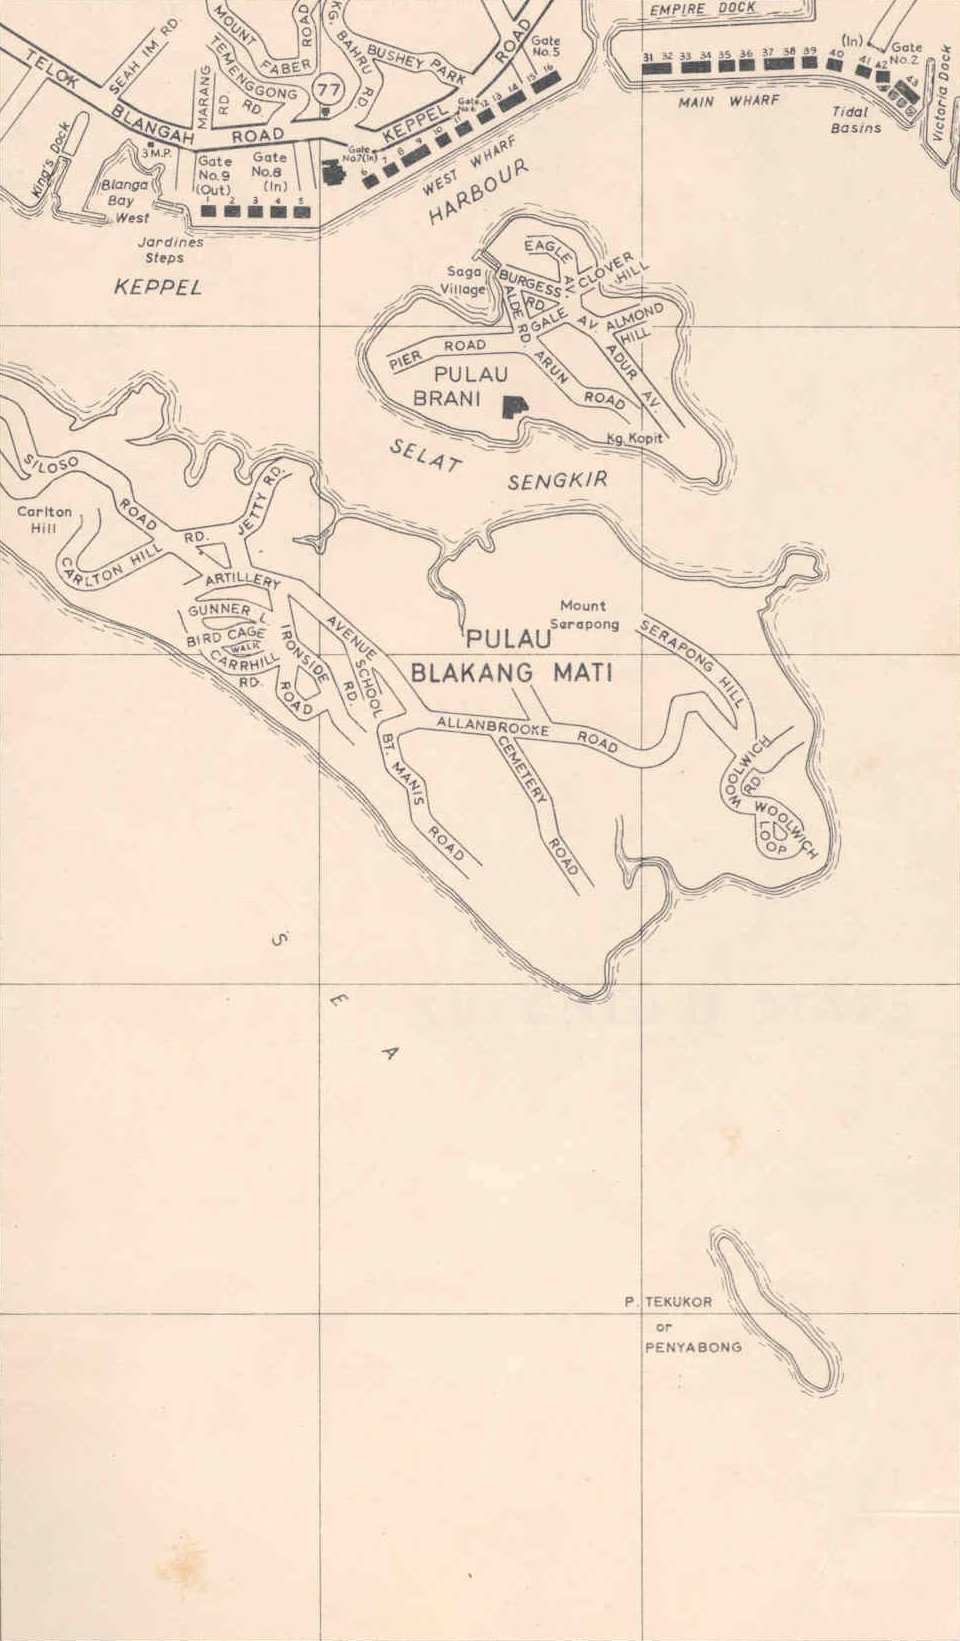 EMPIRE DOCK
TELOK
BLANGAH
ROAD
SEAH IM RD.
MOUNT
FABER
ROAD
TEMENGGONG
RD
MARANG
RD.
KG. BAHRU RD
BUSHEY PARK
77
KEPPEL
ROAD
Gate
No.5
Gate
No.6
Gate
No.7(In)
Gate
No.8
(In)
Gate
No.9
(Out)
3 M.P.
King's Dock
Blanga
Bay
West
1 2 3 4 5
6 7 8 9 10 11 12 13 14 15 16
31 32 33 34 35 36 37 38 39 40 41 42 43
(In)
Gate
No.2
MAIN WHARF
Tidal
Basins
Victoria Dock
WEST WHARF
Jardines
Steps
KEPPEL
HARBOUR
EAGLE
AV.
CLOVER
HILL
Saga
Village
BURGESS
RD
ALDE RD.
GALE AV
ALMOND
HILL
ADUR AV.
PIER ROAD
ARUN
ROAD
PULAU
BRANI
Kg. Kopit
SELAT
SENGKIR
SILOSO
ROAD
Carlton
Hill
CARLTON HILL
RD.
JETTY RD.
ARTILLERY
AVENUE
GUNNER L
BIRD CAGE
WALK
CARRHILL
RD.
IRONSIDE
ROAD
SCHOOL
RD.
Mount
Serapong
SERAPONG HILL
PULAU
BLAKANG MATI
ALLANBROOKE
ROAD
BT. MANIS
ROAD
CEMETERY
ROAD
WOOLWICH
RD.
WOOLWICH
LOOP
S E A
P. TEKUKOR
or
PENYABONG